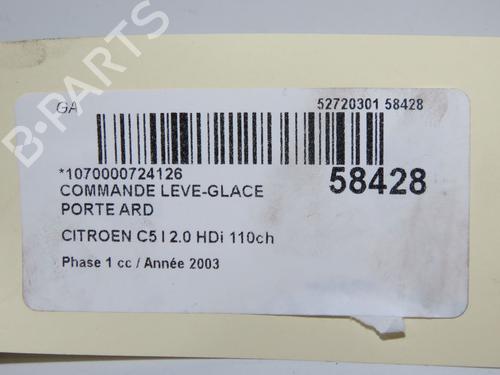 GA
52720301 58428
*1070000724126
58428
COMMANDE LEVE-GLACE
PORTE ARD
CITROEN C5 I 2.0 HDi 110ch
Phase 1 cc / Année 2003
B-PARTS